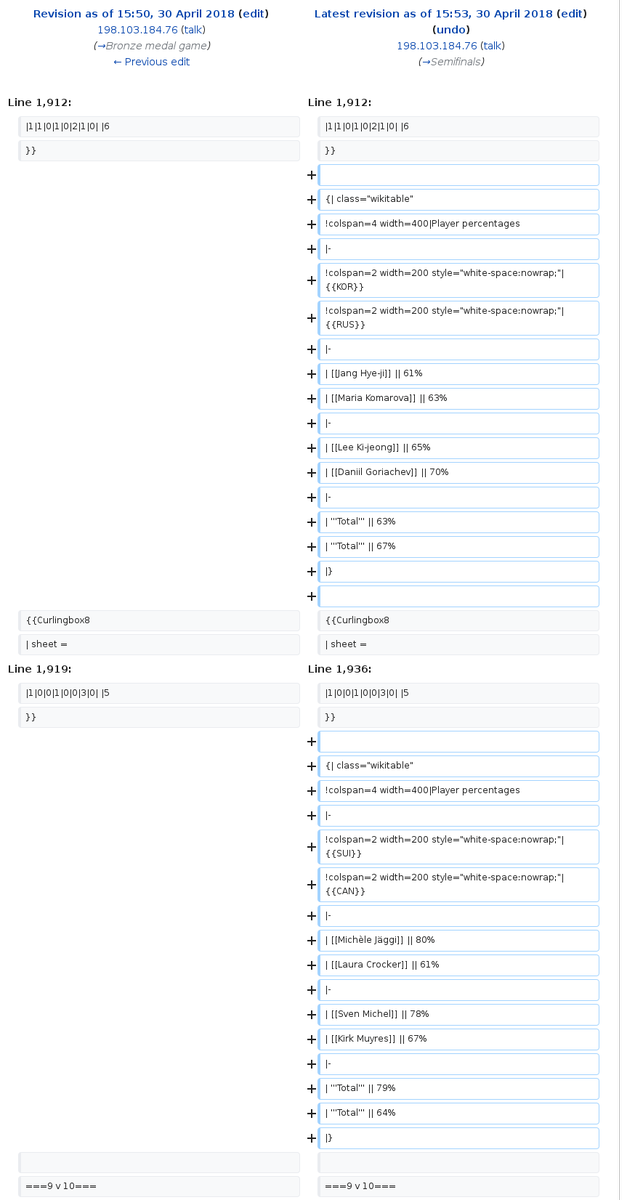 Revision as of 15:50, 30 April 2018 (edit)
198.103.184.76 (talk)
(→Bronze medal game)
← Previous edit
Latest revision as of 15:53, 30 April 2018 (edit)
(undo)
198.103.184.76 (talk)
(→Semifinals)
Line 1,912:
Line 1,912:
|1|1|0|1|0|2|1|0| |6
|1|1|0|1|0|2|1|0| |6
}}
}}
+
+ {| class="wikitable"
+ !colspan=4 width=400|Player percentages
+ |-
+ !colspan=2 width=200 style="white-space:nowrap;"|
{{KOR}}
+ !colspan=2 width=200 style="white-space:nowrap;"|
{{RUS}}
+ |-
+ | [[Jang Hye-ji]] || 61%
+ | [[Maria Komarova]] || 63%
+ |-
+ | [[Lee Ki-jeong]] || 65%
+ | [[Daniil Goriachev]] || 70%
+ |-
+ | '''Total''' || 63%
+ | '''Total''' || 67%
+ |}
+
{{Curlingbox8
{{Curlingbox8
| sheet =
| sheet =
Line 1,919:
Line 1,936:
|1|0|0|1|0|0|3|0| |5
|1|0|0|1|0|0|3|0| |5
}}
}}
+
+ {| class="wikitable"
+ !colspan=4 width=400|Player percentages
+ |-
+ !colspan=2 width=200 style="white-space:nowrap;"|
{{SUI}}
+ !colspan=2 width=200 style="white-space:nowrap;"|
{{CAN}}
+ |-
+ | [[Michèle Jäggi]] || 80%
+ | [[Laura Crocker]] || 61%
+ |-
+ | [[Sven Michel]] || 78%
+ | [[Kirk Muyres]] || 67%
+ |-
+ | '''Total''' || 79%
+ | '''Total''' || 64%
+ |}
===9 v 10===
===9 v 10===